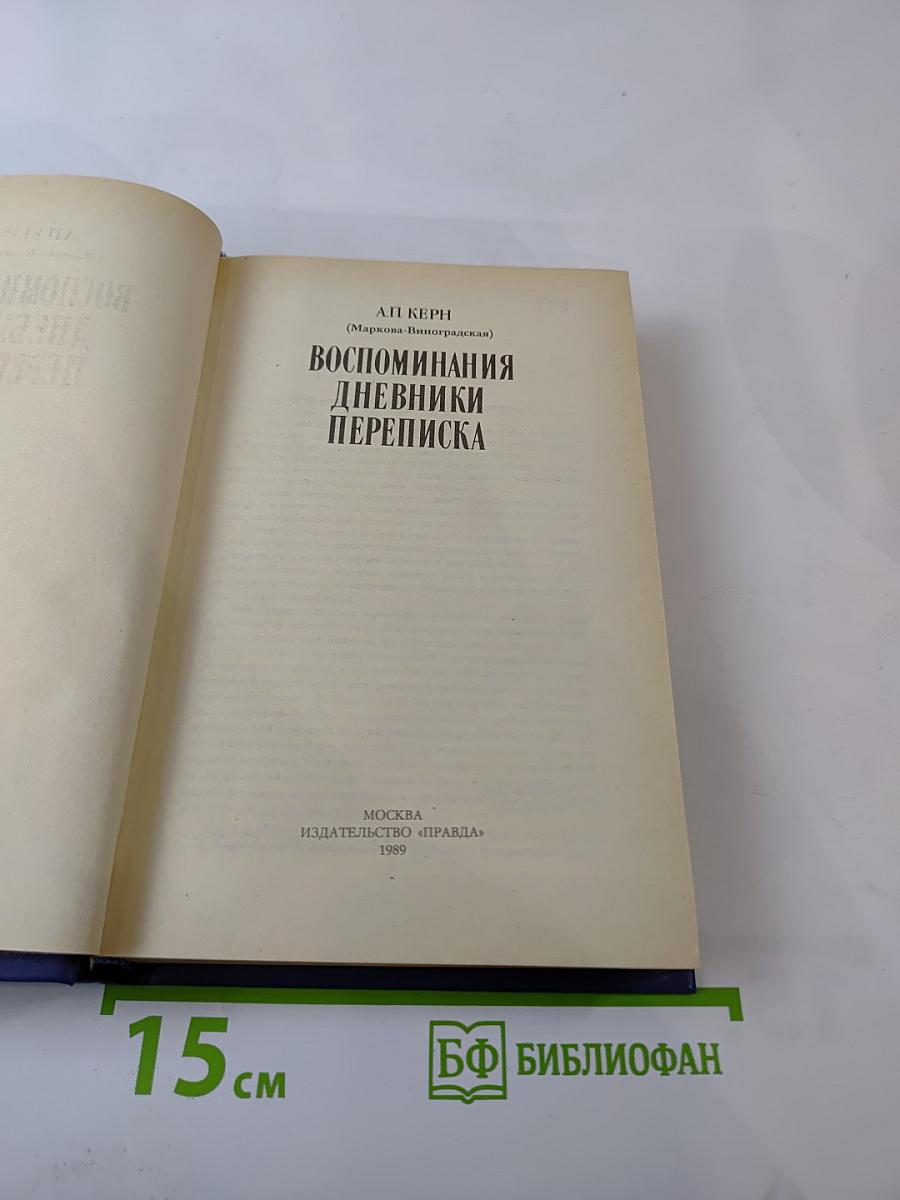 А.П. КЕРН
(Маркова-Виноградская)
ВОСПОМИНАНИЯ
ДНЕВНИКИ
ПЕРЕПИСКА
МОСКВА
ИЗДАТЕЛЬСТВО «ПРАВДА»
1989
15 см
БФ БИБЛИОФАН